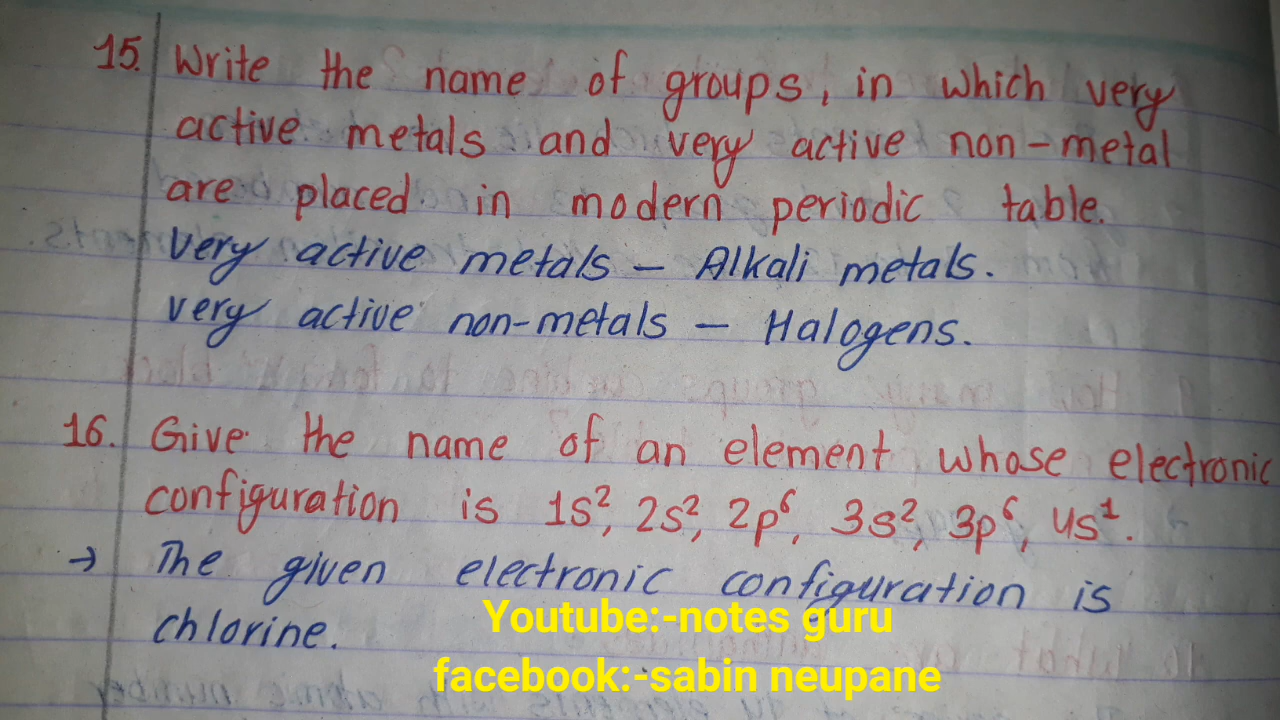 15. Write the name of groups, in which very
active metals and very active non-metal
are placed in modern periodic table.
Very active metals - Alkali metals.
very active non-metals - Halogens.
16. Give the name of an element whose electronic
configuration is 1s², 2s², 2p⁶, 3s², 3p⁶, 4s¹.
→ The given electronic configuration is
chlorine.
Youtube:-notes guru
facebook:-sabin neupane